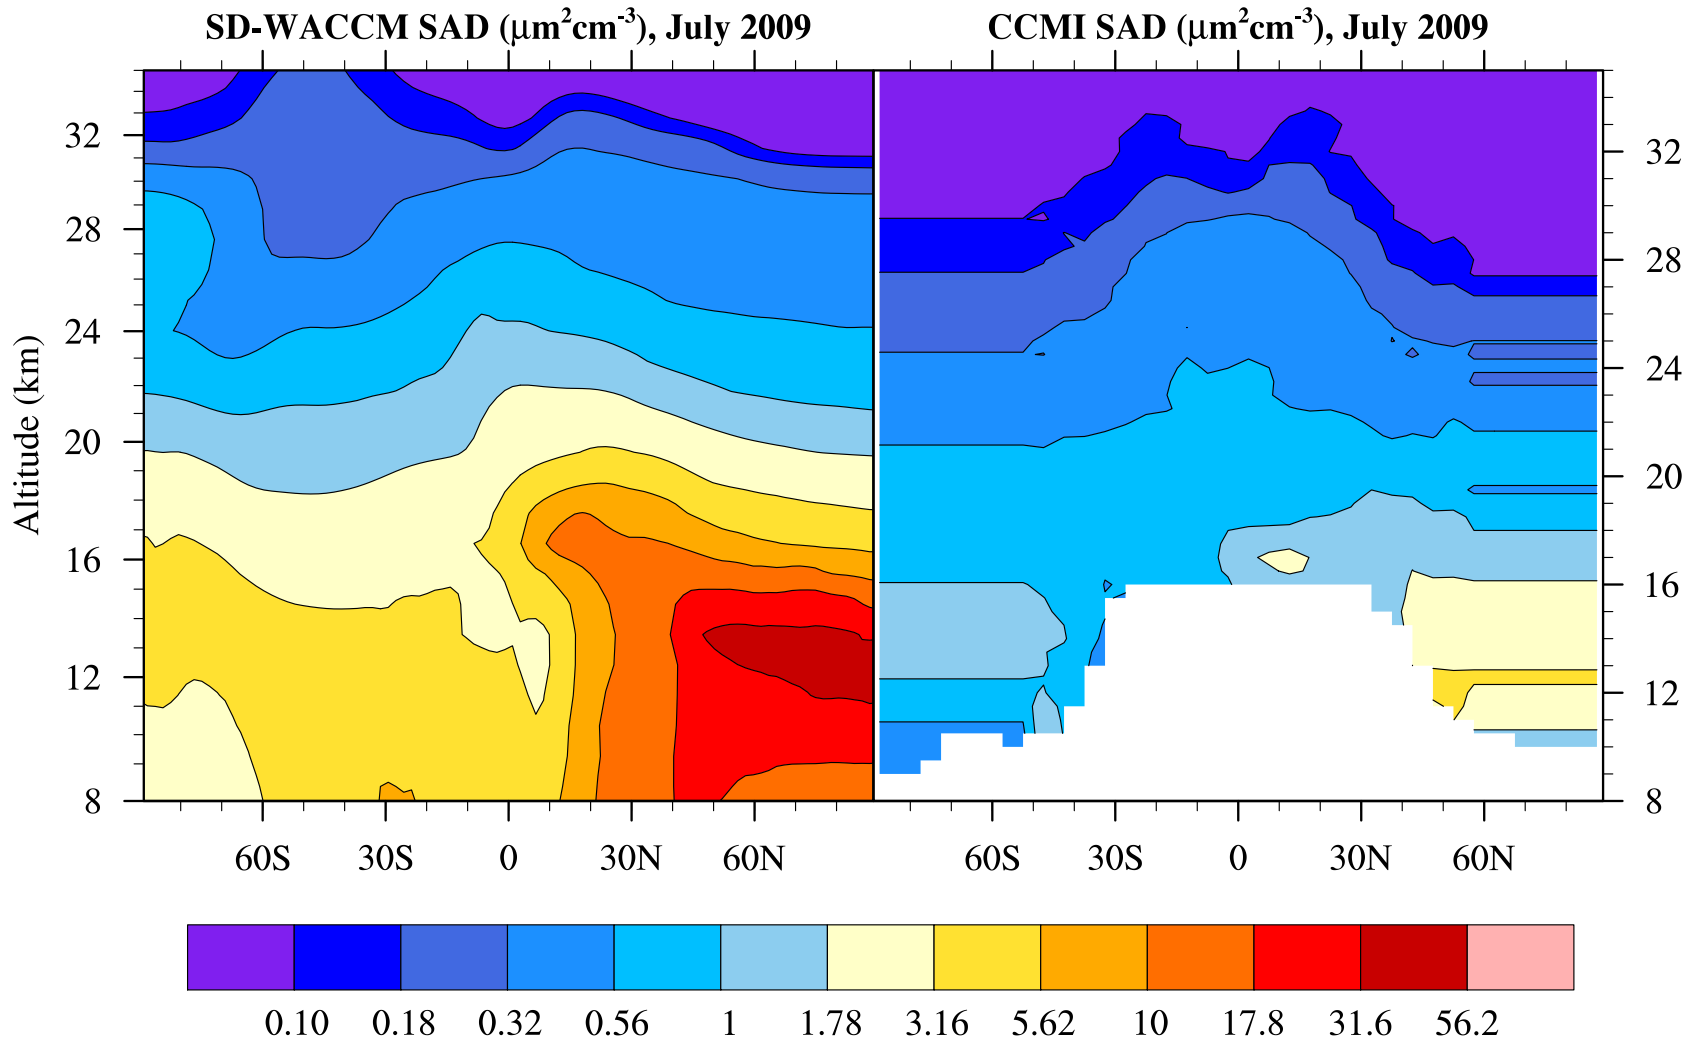 SD-WACCM SAD (μm²cm⁻³), July 2009
CCMI SAD (μm²cm⁻³), July 2009
Altitude (km)
32
28
24
20
16
12
8
32
28
24
20
16
12
8
60S 30S 0 30N 60N
60S 30S 0 30N 60N
0.10 0.18 0.32 0.56 1 1.78 3.16 5.62 10 17.8 31.6 56.2